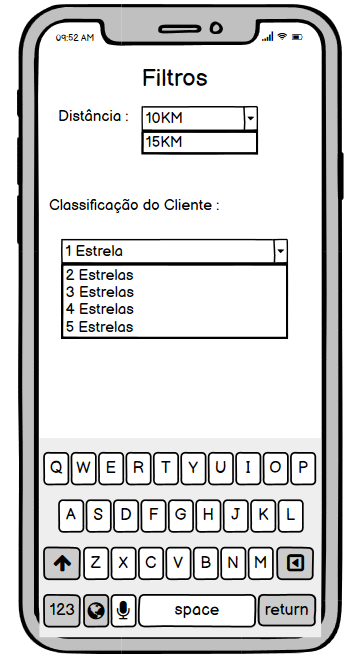 09:52 AM
Filtros
Distância :
10KM
15KM
Classificação do Cliente :
1 Estrela
2 Estrelas
3 Estrelas
4 Estrelas
5 Estrelas
Q W E R T Y U I O P
A S D F G H J K L
Z X C V B N M
123 space return